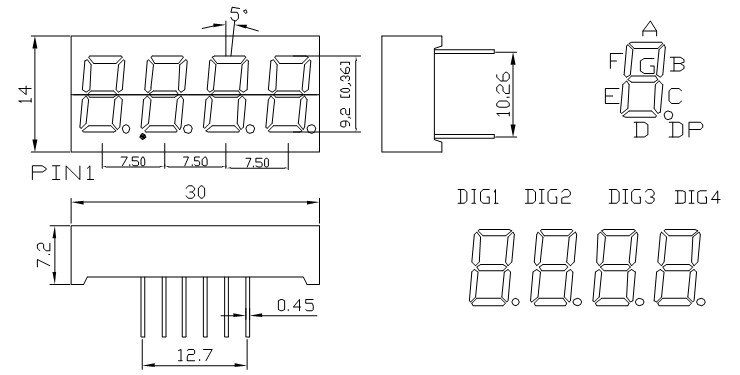 5°
14
9,2 [0,36]
7.50 7.50 7.50
PIN1
10.26
A
F G B
E C
D DP
30
7.2
0.45
12.7
DIG1 DIG2 DIG3 DIG4